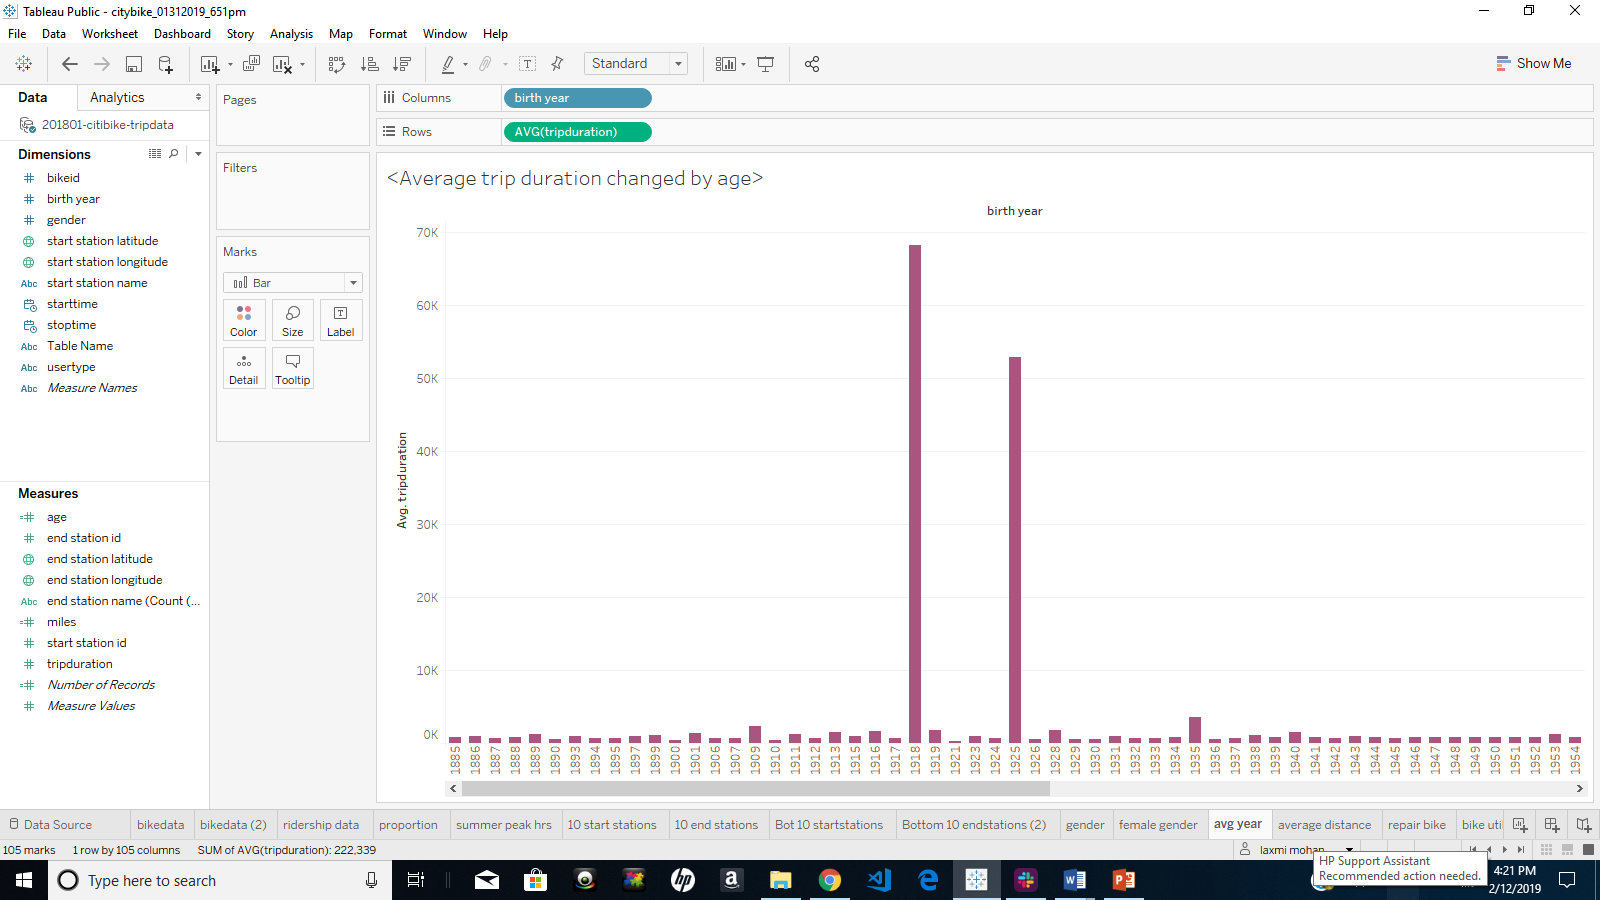 Tableau Public - citybike_01312019_651pm
File Data Worksheet Dashboard Story Analysis Map Format Window Help
Standard
Show Me
Data Analytics
201801-citibike-tripdata
Dimensions
bikeid
birth year
gender
start station latitude
start station longitude
Abc start station name
starttime
stoptime
Abc Table Name
Abc usertype
Abc Measure Names
Measures
age
end station id
end station latitude
end station longitude
Abc end station name (Count (...
miles
start station id
tripduration
Number of Records
Measure Values
Pages
Filters
Marks
Bar
Color Size Label
Detail Tooltip
Columns birth year
Rows AVG(tripduration)
<Average trip duration changed by age>
birth year
Avg. tripduration
70K
60K
50K
40K
30K
20K
10K
0K
1885 1886 1887 1888 1889 1890 1893 1894 1895 1897 1899 1900 1901 1906 1907 1909 1910 1911 1912 1913 1915 1916 1917 1918 1919 1921 1923 1924 1925 1926 1928 1929 1930 1931 1932 1933 1934 1935 1936 1937 1938 1939 1940 1941 1942 1943 1944 1945 1946 1947 1948 1949 1950 1951 1952 1953 1954
Data Source bikedata bikedata (2) ridership data proportion summer peak hrs 10 start stations 10 end stations Bot 10 startstations Bottom 10 endstations (2) gender female gender avg year average distance repair bike bike uti
105 marks 1 row by 105 columns SUM of AVG(tripduration): 222,339
laxmi mohan
HP Support Assistant
Recommended action needed.
Type here to search
4:21 PM
2/12/2019